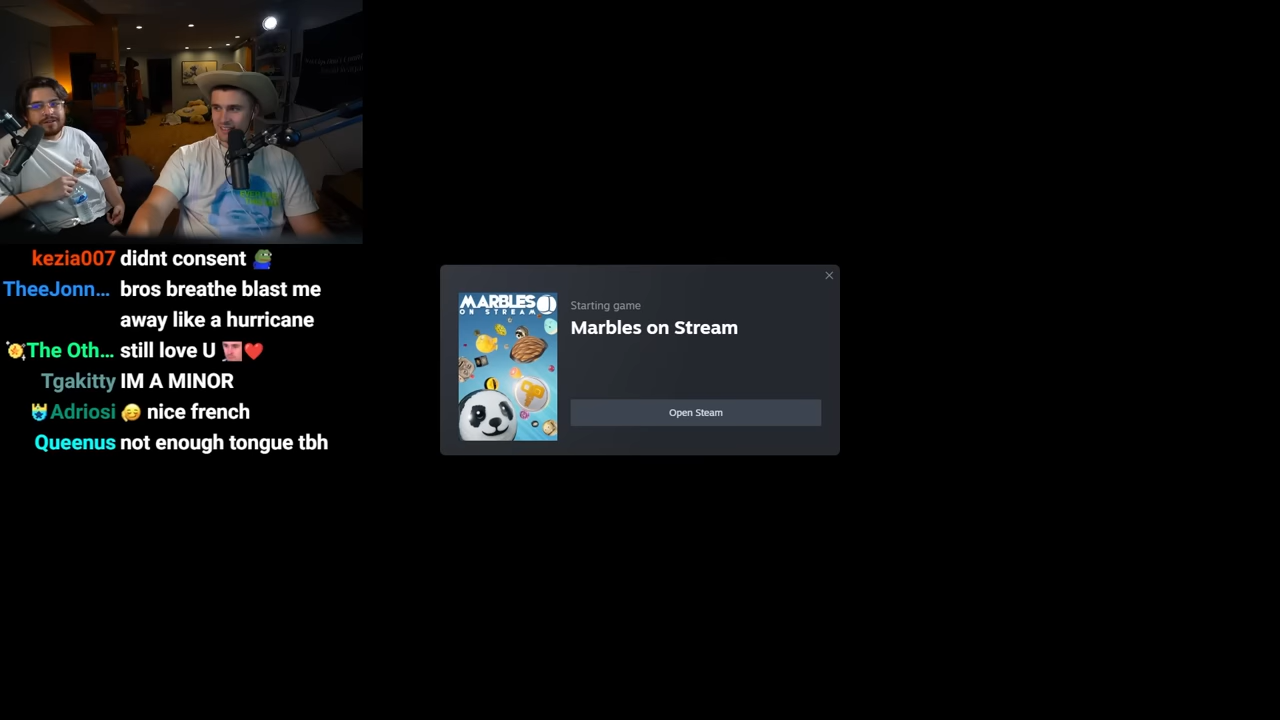 kezia007 didnt consent
TheeJonn... bros breathe blast me
away like a hurricane
The Oth... still love U
Tgakitty IM A MINOR
Adriosi nice french
Queenus not enough tongue tbh
MARBLES
ON STREAM
Starting game
Marbles on Stream
Open Steam